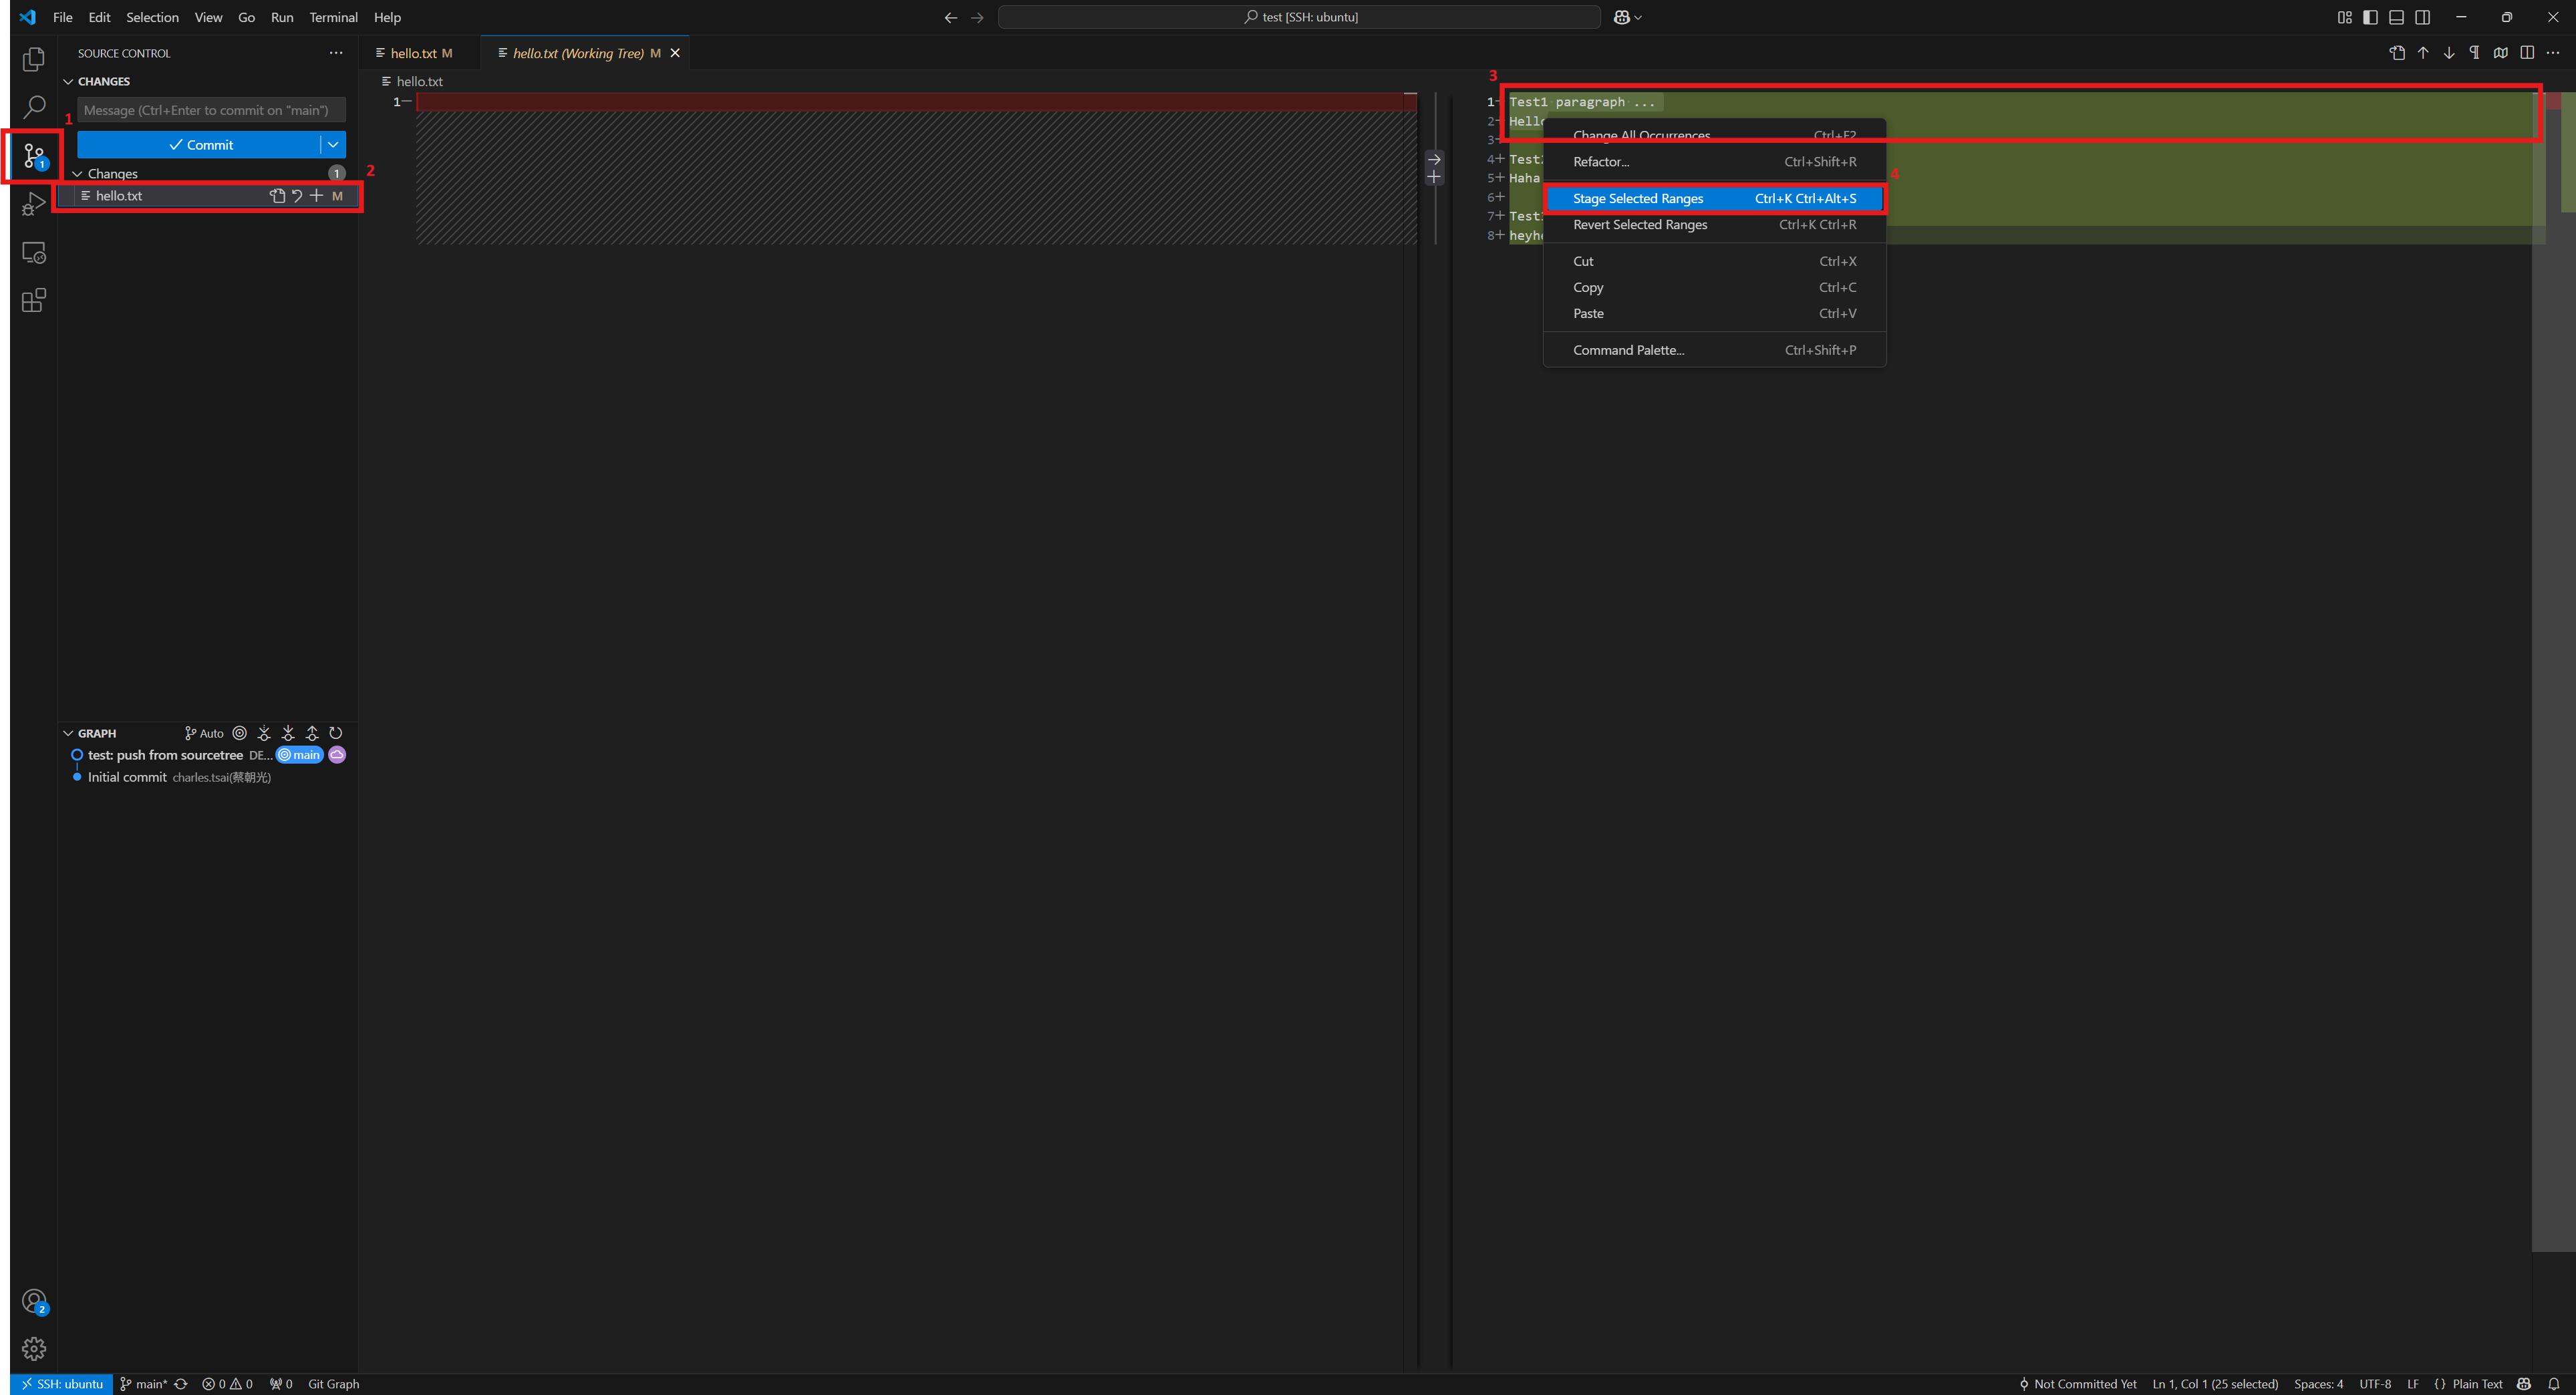 File Edit Selection View Go Run Terminal Help
test [SSH: ubuntu]
SOURCE CONTROL
hello.txt M
hello.txt (Working Tree) M
CHANGES
hello.txt
3
Message (Ctrl+Enter to commit on "main")
1
Commit
Changes 1
2
hello.txt M
1
1
2
3
4
5
6
7
8
Test1 paragraph ...
Haha
Change All Occurrences Ctrl+F2
Refactor... Ctrl+Shift+R
4
Stage Selected Ranges Ctrl+K Ctrl+Alt+S
Revert Selected Ranges Ctrl+K Ctrl+R
Cut Ctrl+X
Copy Ctrl+C
Paste Ctrl+V
Command Palette... Ctrl+Shift+P
1
GRAPH Auto
test: push from sourcetree DE... main
Initial commit charles.tsai(蔡朝光)
2
SSH: ubuntu main* 0 0 0 Git Graph
Not Committed Yet Ln 1, Col 1 (25 selected) Spaces: 4 UTF-8 LF {} Plain Text